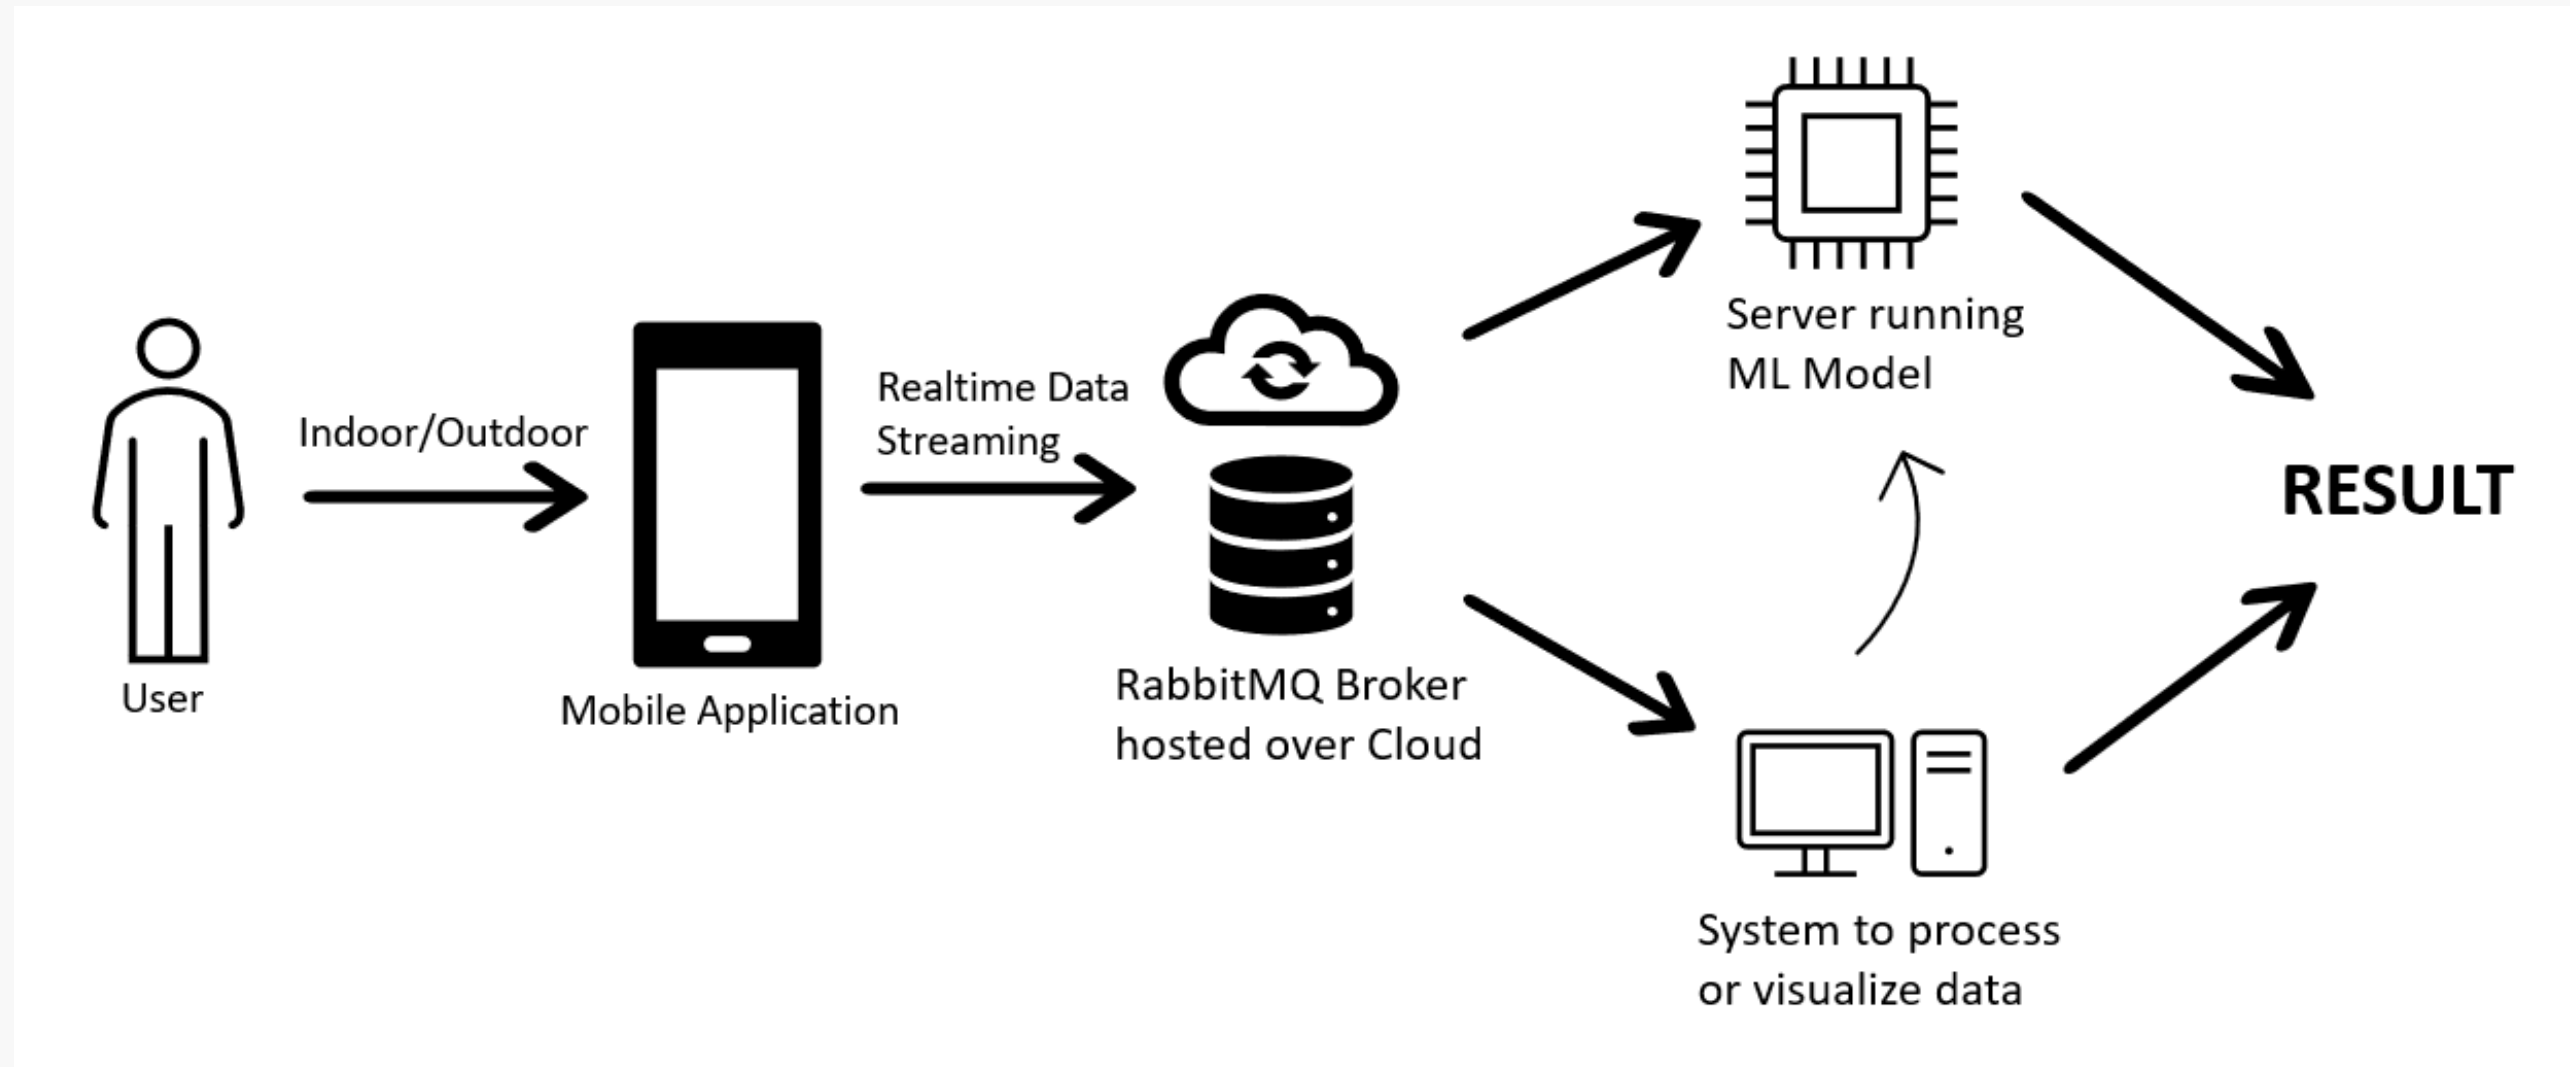 User
Indoor/Outdoor
Mobile Application
Realtime Data
Streaming
RabbitMQ Broker
hosted over Cloud
Server running
ML Model
System to process
or visualize data
RESULT